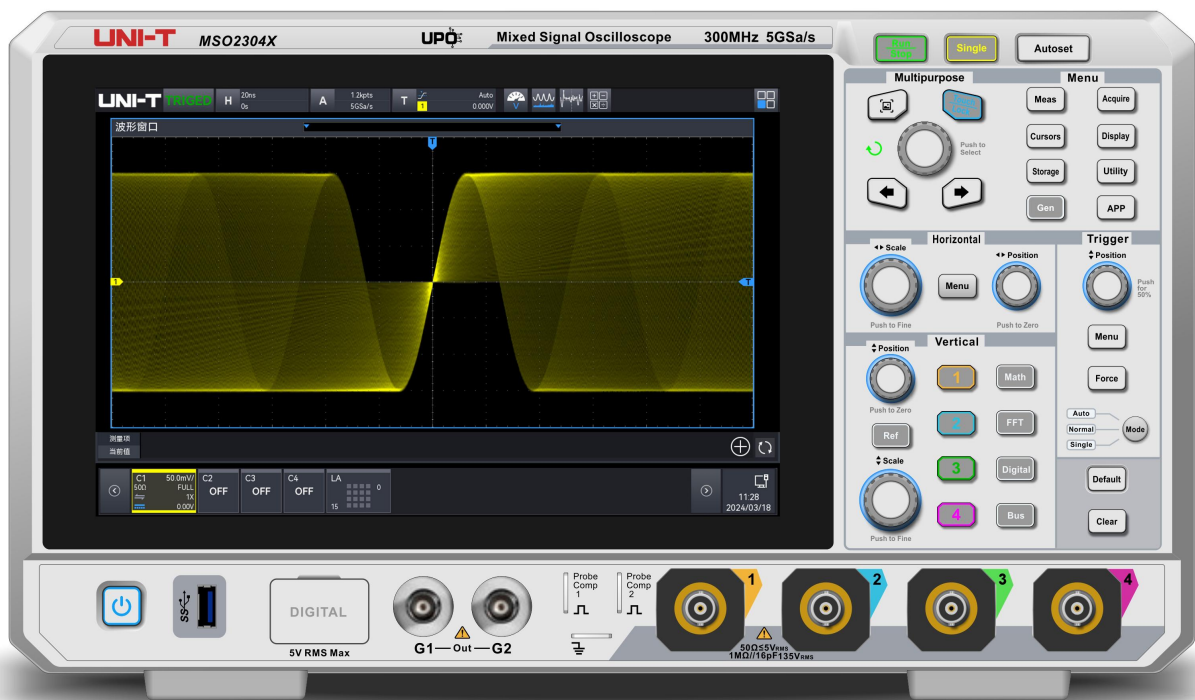 UNI-T MSO2304X UPO Mixed Signal Oscilloscope 300MHz 5GSa/s
Run Stop Single Autoset
Multipurpose Menu
Meas Acquire
Cursors Display
Push to Select
Storage Utility
Gen APP
UNI-T TRIGED H 20ns 0s A 1.2kpts 5GSa/s T 1 Auto 0.000V V
波形窗口
T
1 T
测量项
当前值
C1 50.0mV/ 50Ω FULL 1X 0.00V
C2 OFF
C3 OFF
C4 OFF
LA 0 15
11:28
2024/03/18
Horizontal
Scale
Position
Menu
Push to Fine
Push to Zero
Trigger
Position
Push for 50%
Menu
Force
Auto
Normal
Single
Mode
Default
Clear
Vertical
Position
Push to Zero
1 Math
2 FFT
Ref
Scale
3 Digital
4 Bus
Push to Fine
SS
DIGITAL
5V RMS Max
G1 Out G2
Probe Comp 1
Probe Comp 2
1
2
3
4
50Ω≤5VRMS
1MΩ//16pF135VRMS